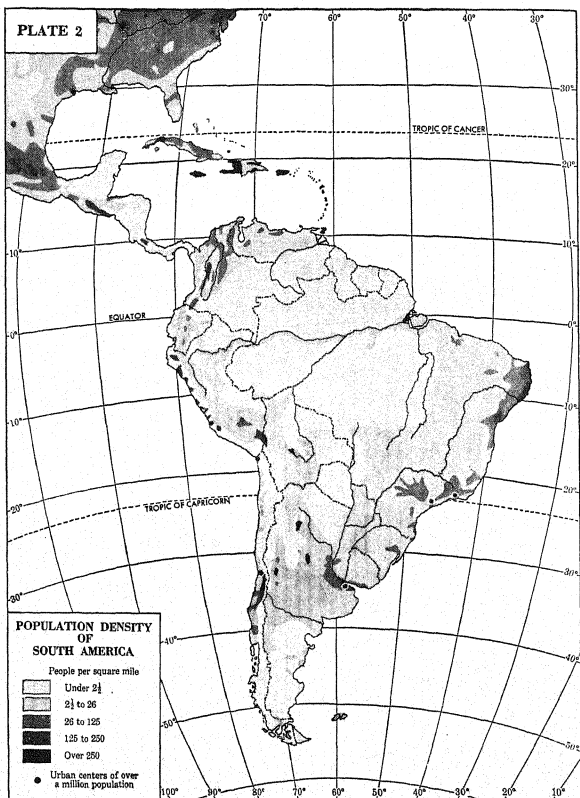 PLATE 2
70°
60°
50°
40°
30°
30°
TROPIC OF CANCER
20°
20°
10°
10°
EQUATOR
0°
0°
10°
10°
20°
TROPIC OF CAPRICORN
20°
30°
30°
40°
40°
50°
50°
POPULATION DENSITY
OF
SOUTH AMERICA
People per square mile
Under 2½
2½ to 26
26 to 125
125 to 250
Over 250
Urban centers of over
a million population
100°
90°
80°
70°
60°
50°
40°
30°
20°